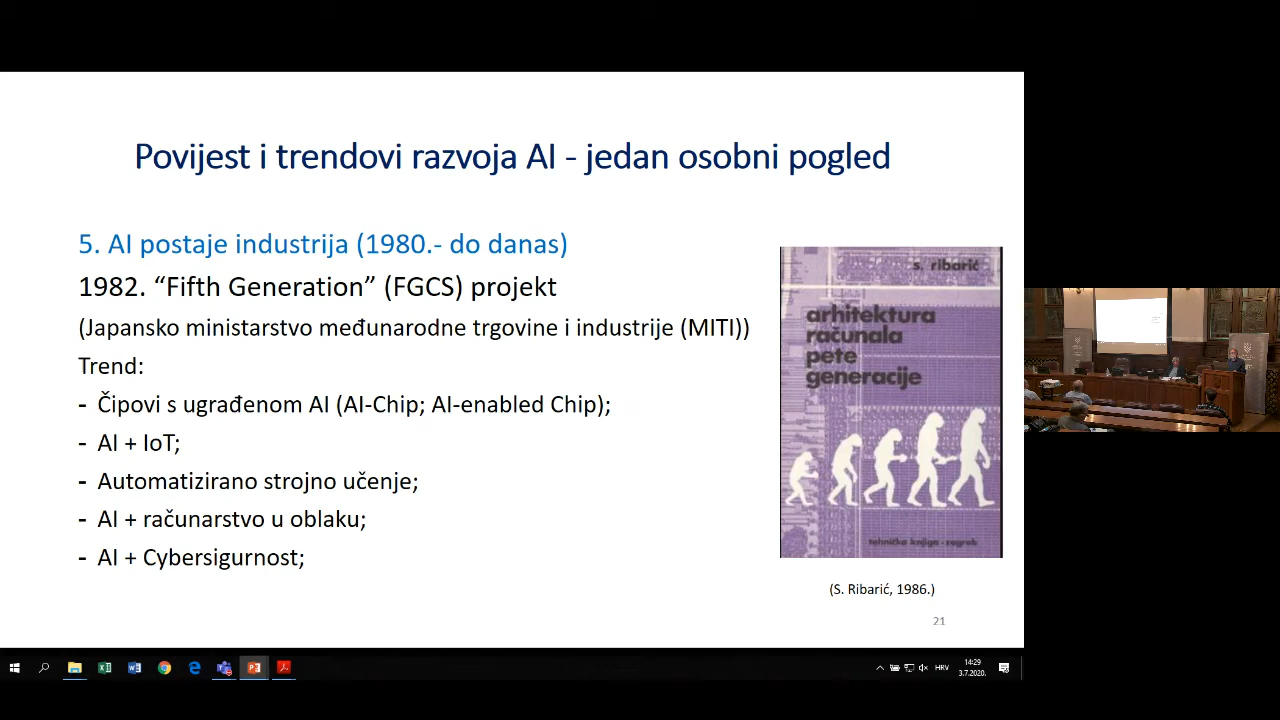 Povijest i trendovi razvoja AI - jedan osobni pogled
5. AI postaje industrija (1980.- do danas)
1982. “Fifth Generation” (FGCS) projekt
(Japansko ministarstvo međunarodne trgovine i industrije (MITI))
Trend:
- Čipovi s ugrađenom AI (AI-Chip; AI-enabled Chip);
- AI + IoT;
- Automatizirano strojno učenje;
- AI + računarstvo u oblaku;
- AI + Cybersigurnost;
s. ribarić
arhitektura
računala
pete
generacije
tehnička knjiga - zagreb
(S. Ribarić, 1986.)
21
HRV
14:29
3.7.2020.